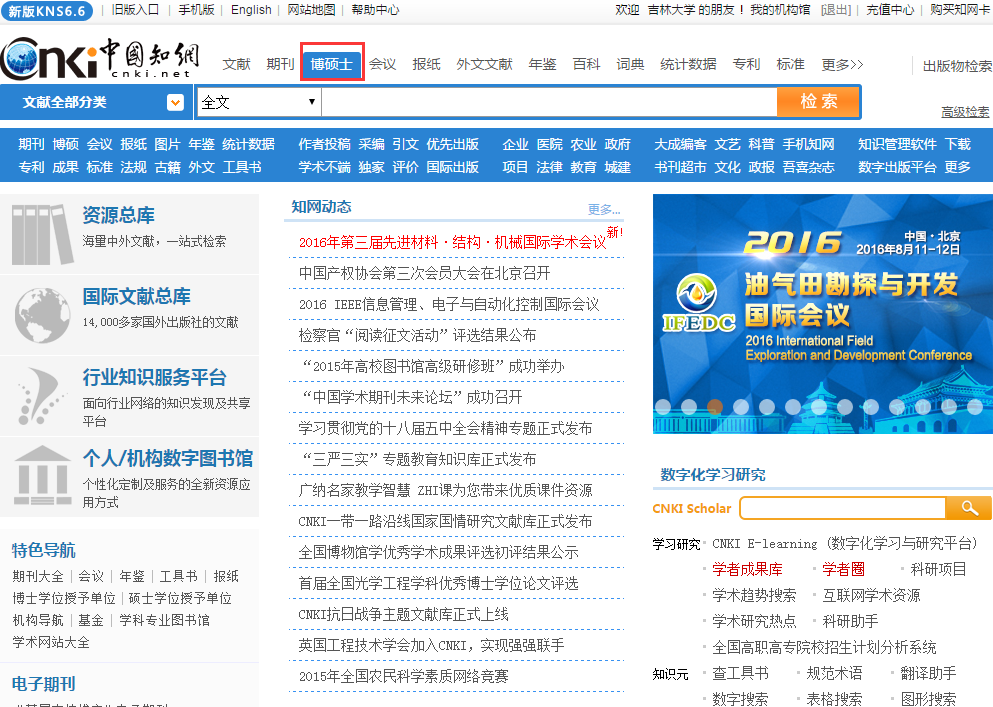 新版KNS6.6 | 旧版入口 | 手机版 | English | 网站地图 | 帮助中心
欢迎 吉林大学 的朋友 ！ 我的机构馆 [退出] | 充值中心 | 购买知网卡
Cnki 中国知網
cnki.net
文献 期刊 博硕士 会议 报纸 外文文献 年鉴 百科 词典 统计数据 专利 标准 更多>>
出版物检索
文献全部分类 全文 检 索
高级检索
期刊 博硕 会议 报纸 图片 年鉴 统计数据 作者投稿 采编 引文 优先出版 企业 医院 农业 政府 大成编客 文艺 科普 手机知网 知识管理软件 下载
专利 成果 标准 法规 古籍 外文 工具书 学术不端 独家 评价 国际出版 项目 法律 教育 城建 书刊超市 文化 政报 吾喜杂志 数字出版平台 更多
资源总库
海量中外文献，一站式检索
国际文献总库
14,000多家国外出版社的文献
行业知识服务平台
面向行业网络的知识发现及共享
平台
个人/机构数字图书馆
个性化定制及服务的全新资源应
用方式
特色导航
期刊大全 | 会议 | 年鉴 | 工具书 | 报纸
博士学位授予单位 | 硕士学位授予单位
机构导航 | 基金 | 学科专业图书馆
学术网站大全
电子期刊
知网动态
更多...
2016年第三届先进材料·结构·机械国际学术会议 新!
中国产权协会第三次会员大会在北京召开
2016 IEEE信息管理、电子与自动化控制国际会议
检察官“阅读征文活动”评选结果公布
“2015年高校图书馆高级研修班”成功举办
“中国学术期刊未来论坛”成功召开
学习贯彻党的十八届五中全会精神专题正式发布
“三严三实”专题教育知识库正式发布
广纳名家教学智慧 ZHI课为您带来优质课件资源
CNKI一带一路沿线国家国情研究文献库正式发布
全国博物馆学优秀学术成果评选初评结果公示
首届全国光学工程学科优秀博士学位论文评选
CNKI抗日战争主题文献库正式上线
英国工程技术学会加入CNKI，实现强强联手
2015年全国农民科学素质网络竞赛
2016
中国·北京
2016年8月11-12日
IFEDC
油气田勘探与开发
国际会议
2016 International Field
Exploration and Development Conference
数字化学习研究
CNKI Scholar
学习研究 · CNKI E-learning (数字化学习与研究平台)
· 学者成果库 · 学者圈 · 科研项目
· 学术趋势搜索 · 互联网学术资源
· 学术研究热点 · 科研助手
· 全国高职高专院校招生计划分析系统
知识元 · 查工具书 · 规范术语 · 翻译助手
· 数字搜索 · 表格搜索 · 图形搜索